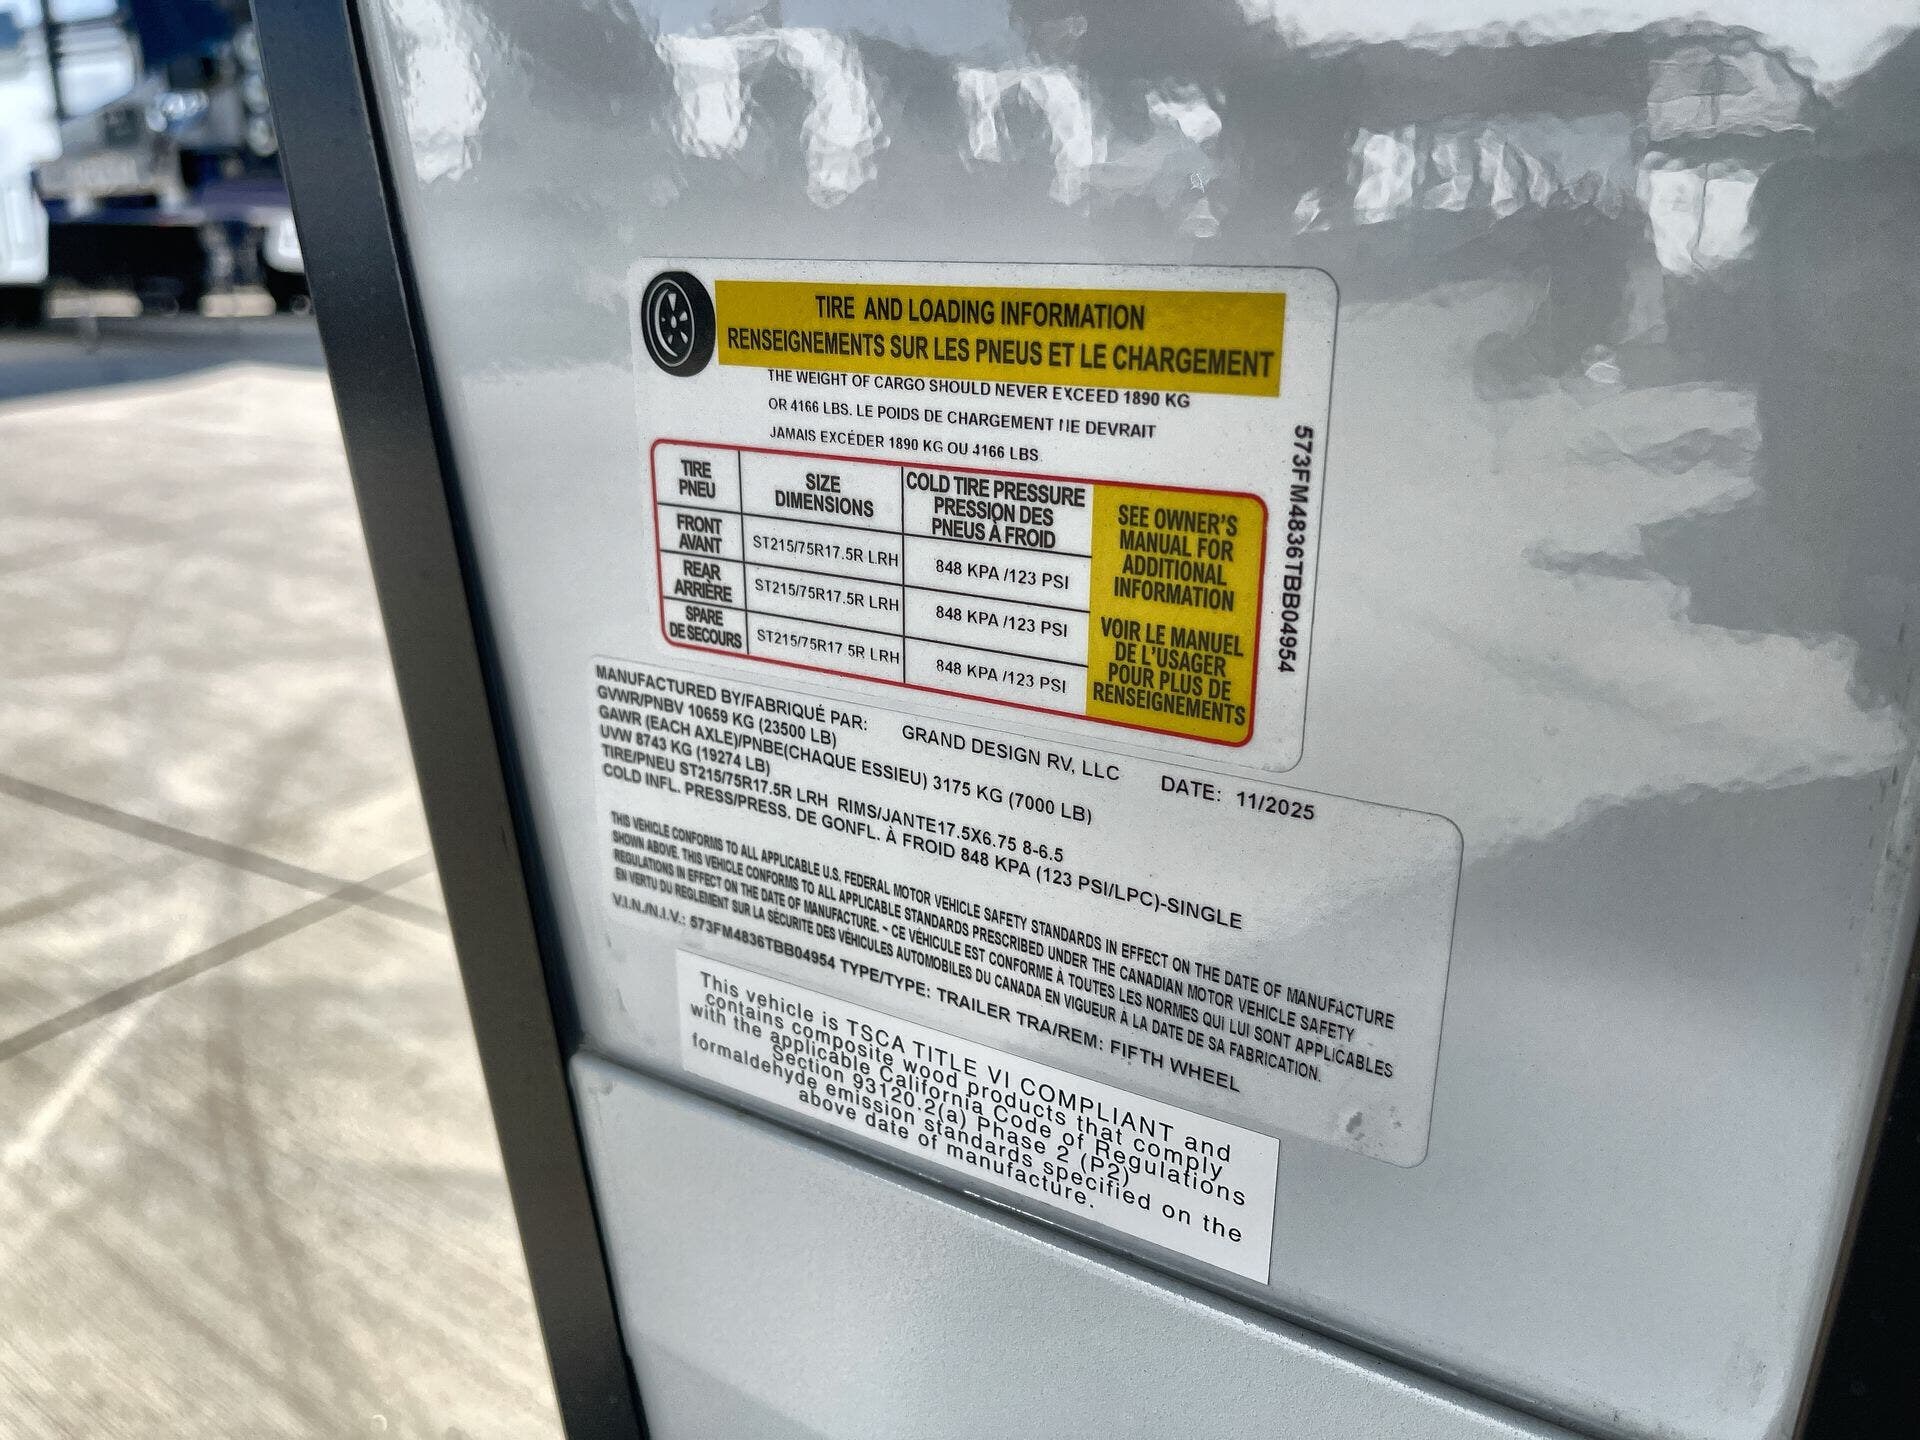 TIRE AND LOADING INFORMATION
RENSEIGNEMENTS SUR LES PNEUS ET LE CHARGEMENT
THE WEIGHT OF CARGO SHOULD NEVER EXCEED 1890 KG
OR 4166 LBS. LE POIDS DE CHARGEMENT NE DEVRAIT
JAMAIS EXCÉDER 1890 KG OU 4166 LBS.
TIRE
PNEU
SIZE
DIMENSIONS
COLD TIRE PRESSURE
PRESSION DES
PNEUS À FROID
FRONT
AVANT
ST215/75R17.5R LRH
848 KPA /123 PSI
REAR
ARRIÈRE
ST215/75R17.5R LRH
848 KPA /123 PSI
SPARE
DE SECOURS
ST215/75R17 5R LRH
848 KPA /123 PSI
SEE OWNER'S
MANUAL FOR
ADDITIONAL
INFORMATION
VOIR LE MANUEL
DE L'USAGER
POUR PLUS DE
RENSEIGNEMENTS
573FM4836TBB04954
MANUFACTURED BY/FABRIQUÉ PAR: GRAND DESIGN RV, LLC DATE: 11/2025
GVWR/PNBV 10659 KG (23500 LB)
GAWR (EACH AXLE)/PNBE(CHAQUE ESSIEU) 3175 KG (7000 LB)
UVW 8743 KG (19274 LB)
TIRE/PNEU ST215/75R17.5R LRH RIMS/JANTE17.5X6.75 8-6.5
COLD INFL. PRESS/PRESS. DE GONFL. À FROID 848 KPA (123 PSI/LPC)-SINGLE
THIS VEHICLE CONFORMS TO ALL APPLICABLE U.S. FEDERAL MOTOR VEHICLE SAFETY STANDARDS IN EFFECT ON THE DATE OF MANUFACTURE
SHOWN ABOVE. THIS VEHICLE CONFORMS TO ALL APPLICABLE STANDARDS PRESCRIBED UNDER THE CANADIAN MOTOR VEHICLE SAFETY
REGULATIONS IN EFFECT ON THE DATE OF MANUFACTURE. ~ CE VÉHICULE EST CONFORME À TOUTES LES NORMES QUI LUI SONT APPLICABLES
EN VERTU DU REGLEMENT SUR LA SÉCURITÉ DES VÉHICULES AUTOMOBILES DU CANADA EN VIGUEUR À LA DATE DE SA FABRICATION.
V.I.N./N.I.V.: 573FM4836TBB04954 TYPE/TYPE: TRAILER TRA/REM: FIFTH WHEEL
This vehicle is TSCA TITLE VI COMPLIANT and
contains composite wood products that comply
with the applicable California Code of Regulations
Section 93120.2(a) Phase 2 (P2)
formaldehyde emission standards specified on the
above date of manufacture.